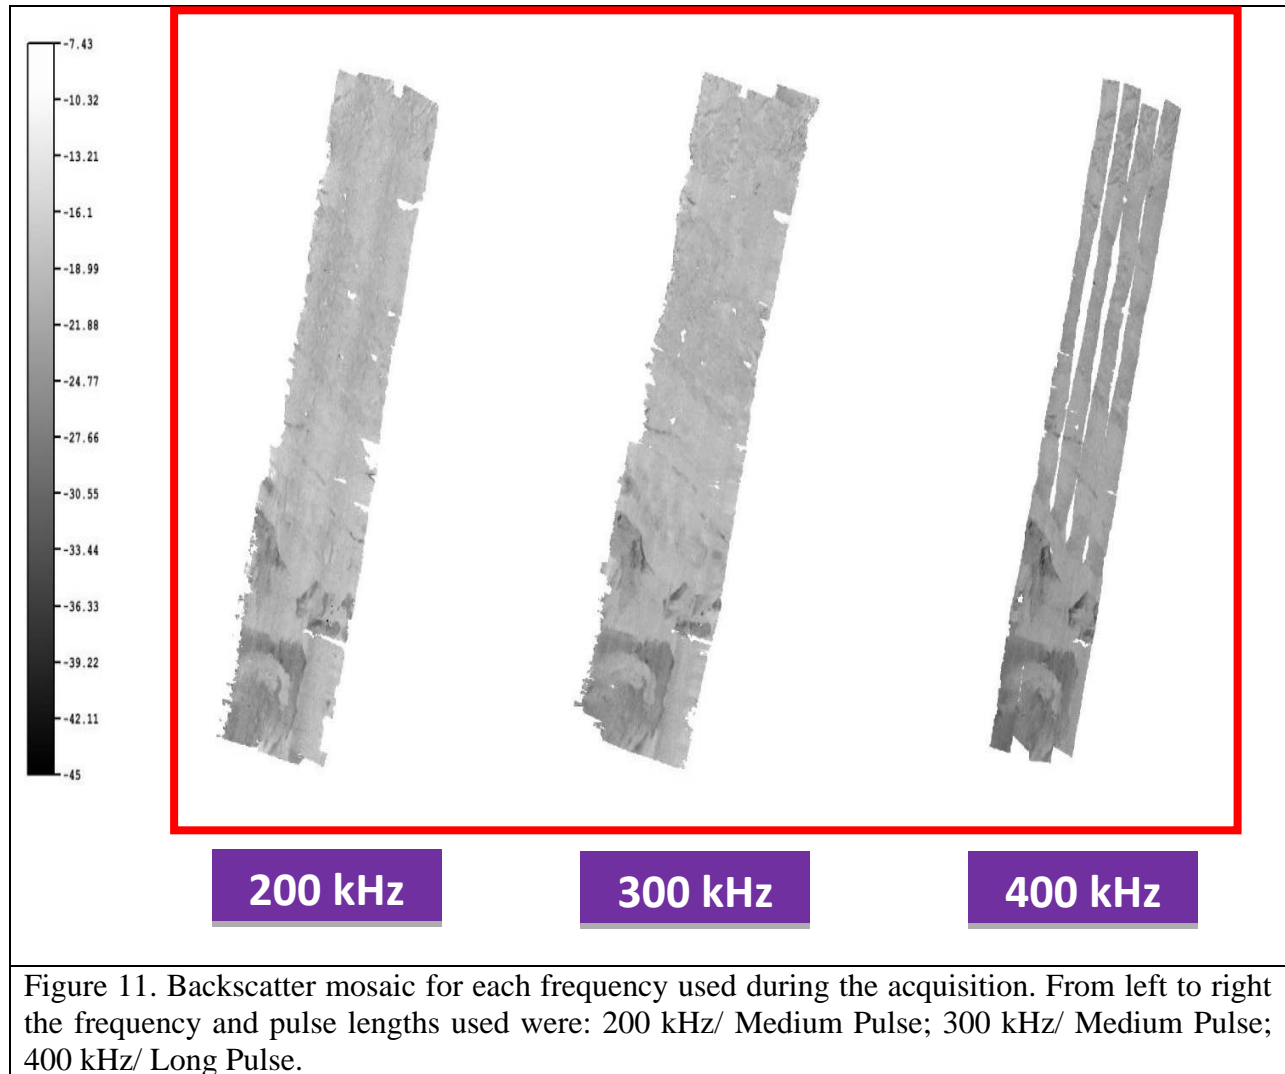 -7.43
-10.32
-13.21
-16.1
-18.99
-21.88
-24.77
-27.66
-30.55
-33.44
-36.33
-39.22
-42.11
-45
200 kHz
300 kHz
400 kHz
Figure 11. Backscatter mosaic for each frequency used during the acquisition. From left to right
the frequency and pulse lengths used were: 200 kHz/ Medium Pulse; 300 kHz/ Medium Pulse;
400 kHz/ Long Pulse.